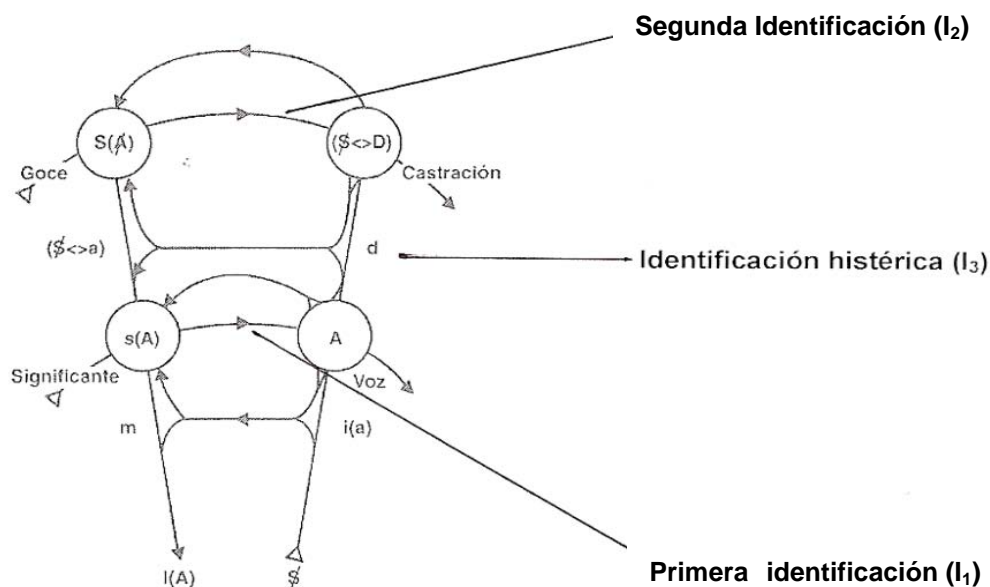 Segunda Identificación (I₂)
S(Ⱥ)
($<>D)
Goce
Castración
($<>a)
d
Identificación histérica (I₃)
s(A)
A
Significante
Voz
m
i(a)
I(A)
$
Primera identificación (I₁)